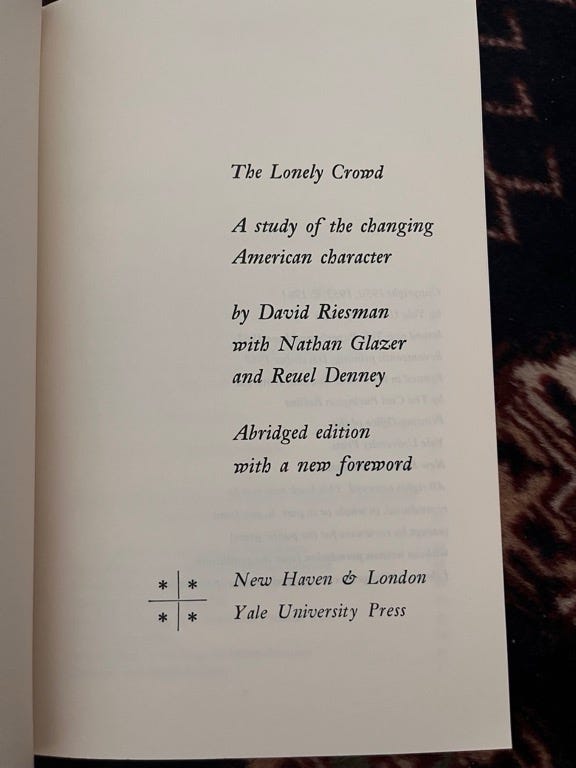 The Lonely Crowd
A study of the changing
American character
by David Riesman
with Nathan Glazer
and Reuel Denney
Abridged edition
with a new foreword
* *
* *
New Haven & London
Yale University Press